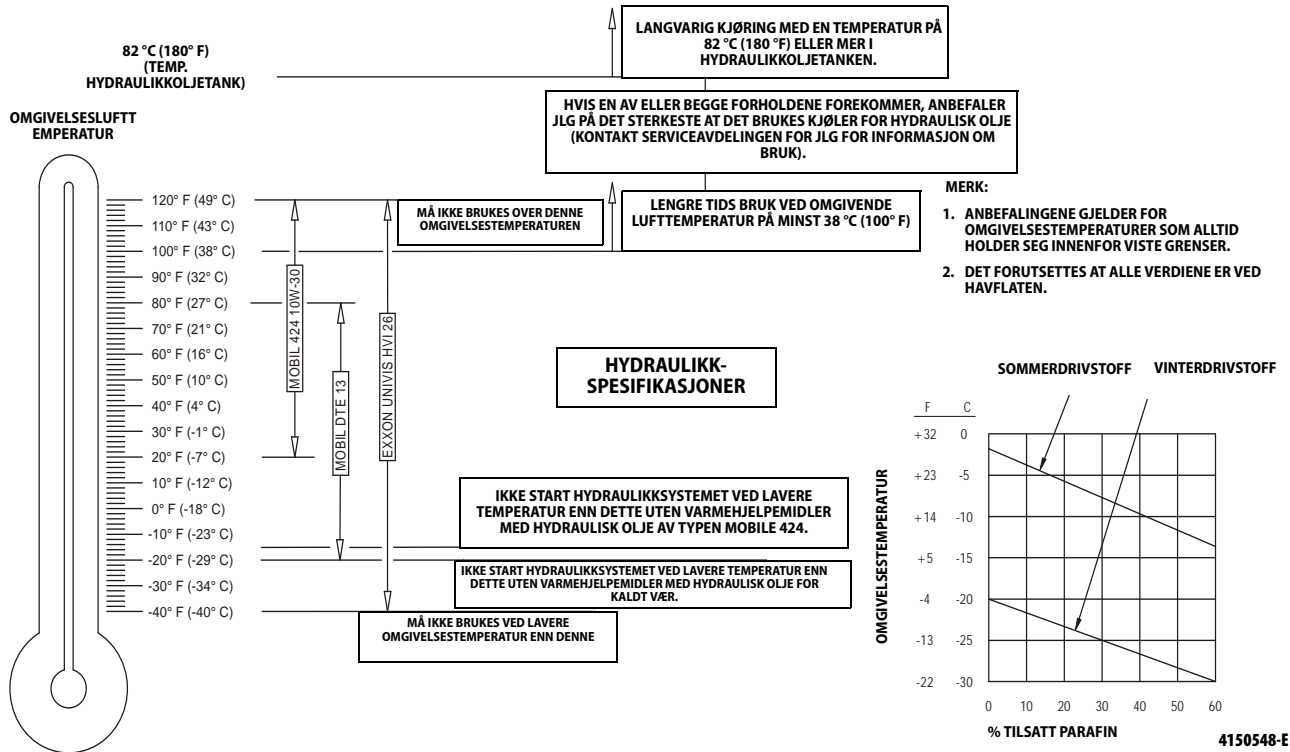 82 °C (180° F)
(TEMP.
HYDRAULIKKOLJETANK)
LANGVARIG KJØRING MED EN TEMPERATUR PÅ
82 °C (180 °F) ELLER MER I
HYDRAULIKKOLJETANKEN.
HVIS EN AV ELLER BEGGE FORHOLDENE FOREKOMMER, ANBEFALER
JLG PÅ DET STERKESTE AT DET BRUKES KJØLER FOR HYDRAULISK OLJE
(KONTAKT SERVICEAVDELINGEN FOR JLG FOR INFORMASJON OM
BRUK).
OMGIVELSESLUFTT
EMPERATUR
120° F (49° C)
110° F (43° C)
100° F (38° C)
90° F (32° C)
80° F (27° C)
70° F (21° C)
60° F (16° C)
50° F (10° C)
40° F (4° C)
30° F (-1° C)
20° F (-7° C)
10° F (-12° C)
0° F (-18° C)
-10° F (-23° C)
-20° F (-29° C)
-30° F (-34° C)
-40° F (-40° C)
MOBIL 424 10W-30
MOBIL DTE 13
EXXON UNIVIS HVI 26
MÅ IKKE BRUKES OVER DENNE
OMGIVELSESTEMPERATUREN
LENGRE TIDS BRUK VED OMGIVENDE
LUFTTEMPERATUR PÅ MINST 38 °C (100° F)
MERK:
1. ANBEFALINGENE GJELDER FOR
OMGIVELSESTEMPERATURER SOM ALLTID
HOLDER SEG INNENFOR VISTE GRENSER.
2. DET FORUTSETTES AT ALLE VERDIENE ER VED
HAVFLATEN.
HYDRAULIKK-
SPESIFIKASJONER
IKKE START HYDRAULIKKSYSTEMET VED LAVERE
TEMPERATUR ENN DETTE UTEN VARMEHJELPEMIDLER
MED HYDRAULISK OLJE AV TYPEN MOBILE 424.
IKKE START HYDRAULIKKSYSTEMET VED LAVERE TEMPERATUR ENN
DETTE UTEN VARMEHJELPEMIDLER MED HYDRAULISK OLJE FOR
KALDT VÆR.
MÅ IKKE BRUKES VED LAVERE
OMGIVELSESTEMPERATUR ENN DENNE
SOMMERDRIVSTOFF VINTERDRIVSTOFF
F C
+32 0
+23 -5
+14 -10
+5 -15
-4 -20
-13 -25
-22 -30
OMGIVELSESTEMPERATUR
0 10 20 30 40 50 60
% TILSATT PARAFIN
4150548-E